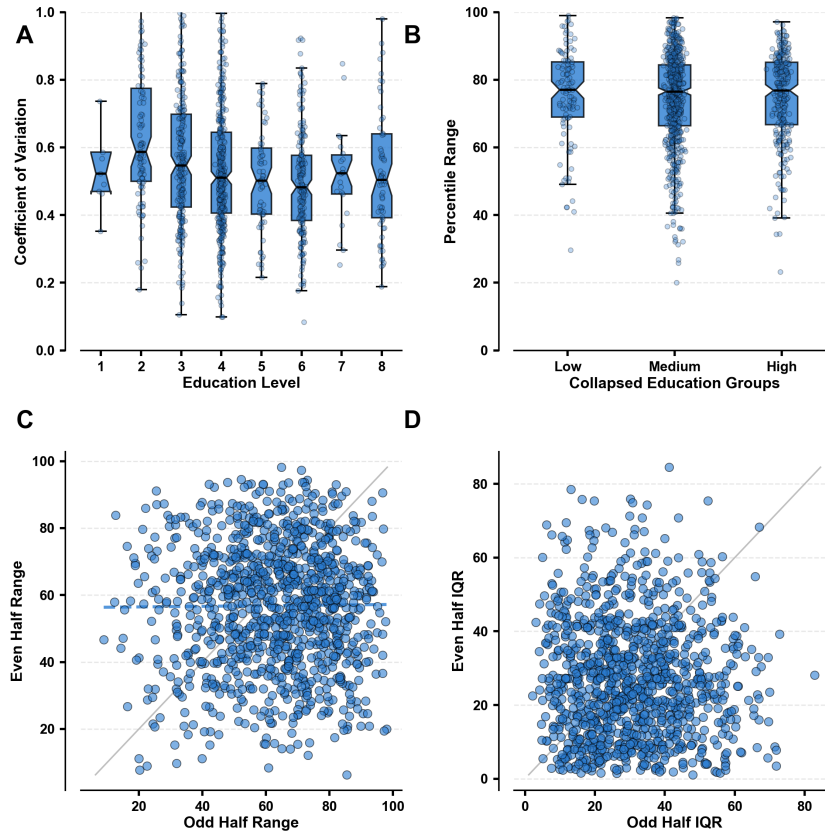 A
Coefficient of Variation
1.0
0.8
0.6
0.4
0.2
0.0
1 2 3 4 5 6 7 8
Education Level
B
Percentile Range
100
80
60
40
20
0
Low Medium High
Collapsed Education Groups
C
Even Half Range
100
80
60
40
20
20 40 60 80 100
Odd Half Range
D
Even Half IQR
80
60
40
20
0
0 20 40 60 80
Odd Half IQR